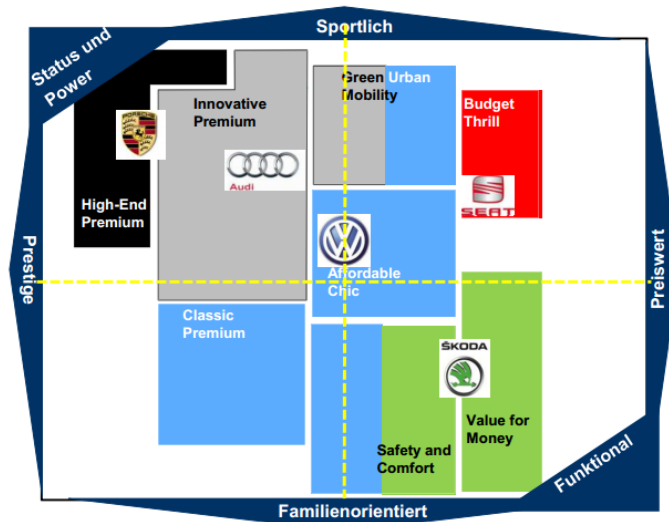 Sportlich
Status und
Power
Green Urban
Mobility
Innovative
Premium
Budget
Thrill
PORSCHE
Audi
SEAT
High-End
Premium
Prestige
Preiswert
Affordable
Chic
Classic
Premium
ŠKODA
Value for
Money
Safety and
Comfort
Funktional
Familienorientiert